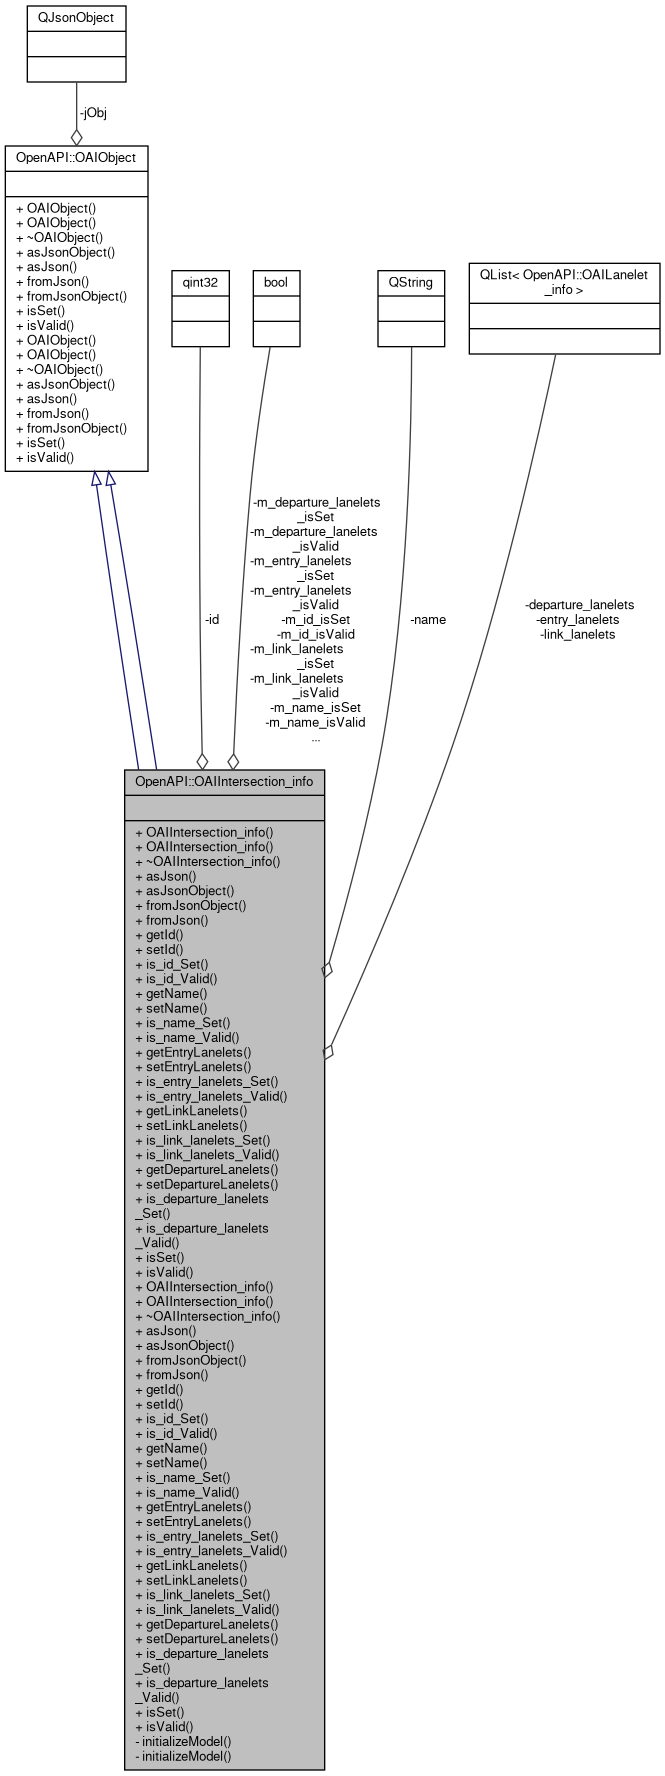 QJsonObject
-jObj
OpenAPI::OAIObject
+ OAIObject()
+ OAIObject()
+ ~OAIObject()
+ asJsonObject()
+ asJson()
+ fromJson()
+ fromJsonObject()
+ isSet()
+ isValid()
+ OAIObject()
+ OAIObject()
+ ~OAIObject()
+ asJsonObject()
+ asJson()
+ fromJson()
+ fromJsonObject()
+ isSet()
+ isValid()
qint32
bool
QString
QList< OpenAPI::OAILanelet
_info >
-id
-m_departure_lanelets
_isSet
-m_departure_lanelets
_isValid
-m_entry_lanelets
_isSet
-m_entry_lanelets
_isValid
-m_id_isSet
-m_id_isValid
-m_link_lanelets
_isSet
-m_link_lanelets
_isValid
-m_name_isSet
-m_name_isValid
...
-name
-departure_lanelets
-entry_lanelets
-link_lanelets
OpenAPI::OAIIntersection_info
+ OAIIntersection_info()
+ OAIIntersection_info()
+ ~OAIIntersection_info()
+ asJson()
+ asJsonObject()
+ fromJsonObject()
+ fromJson()
+ getId()
+ setId()
+ is_id_Set()
+ is_id_Valid()
+ getName()
+ setName()
+ is_name_Set()
+ is_name_Valid()
+ getEntryLanelets()
+ setEntryLanelets()
+ is_entry_lanelets_Set()
+ is_entry_lanelets_Valid()
+ getLinkLanelets()
+ setLinkLanelets()
+ is_link_lanelets_Set()
+ is_link_lanelets_Valid()
+ getDepartureLanelets()
+ setDepartureLanelets()
+ is_departure_lanelets
_Set()
+ is_departure_lanelets
_Valid()
+ isSet()
+ isValid()
+ OAIIntersection_info()
+ OAIIntersection_info()
+ ~OAIIntersection_info()
+ asJson()
+ asJsonObject()
+ fromJsonObject()
+ fromJson()
+ getId()
+ setId()
+ is_id_Set()
+ is_id_Valid()
+ getName()
+ setName()
+ is_name_Set()
+ is_name_Valid()
+ getEntryLanelets()
+ setEntryLanelets()
+ is_entry_lanelets_Set()
+ is_entry_lanelets_Valid()
+ getLinkLanelets()
+ setLinkLanelets()
+ is_link_lanelets_Set()
+ is_link_lanelets_Valid()
+ getDepartureLanelets()
+ setDepartureLanelets()
+ is_departure_lanelets
_Set()
+ is_departure_lanelets
_Valid()
+ isSet()
+ isValid()
- initializeModel()
- initializeModel()